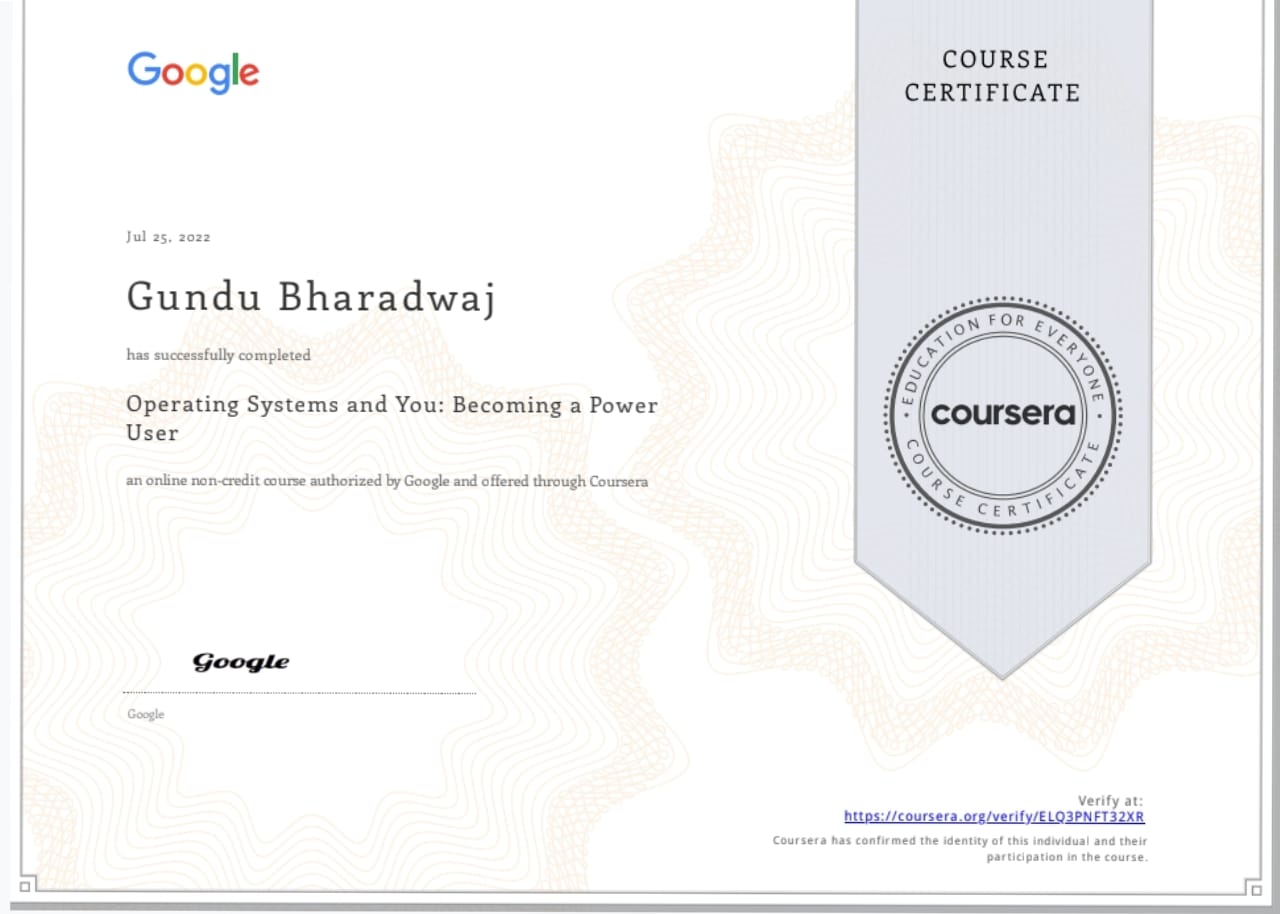 Google
COURSE
CERTIFICATE
Jul 25, 2022
Gundu Bharadwaj
has successfully completed
Operating Systems and You: Becoming a Power
User
an online non-credit course authorized by Google and offered through Coursera
EDUCATION FOR EVERYONE
coursera
COURSE CERTIFICATE
Google
Google
Verify at:
https://coursera.org/verify/ELQ3PNFT32XR
Coursera has confirmed the identity of this individual and their
participation in the course.